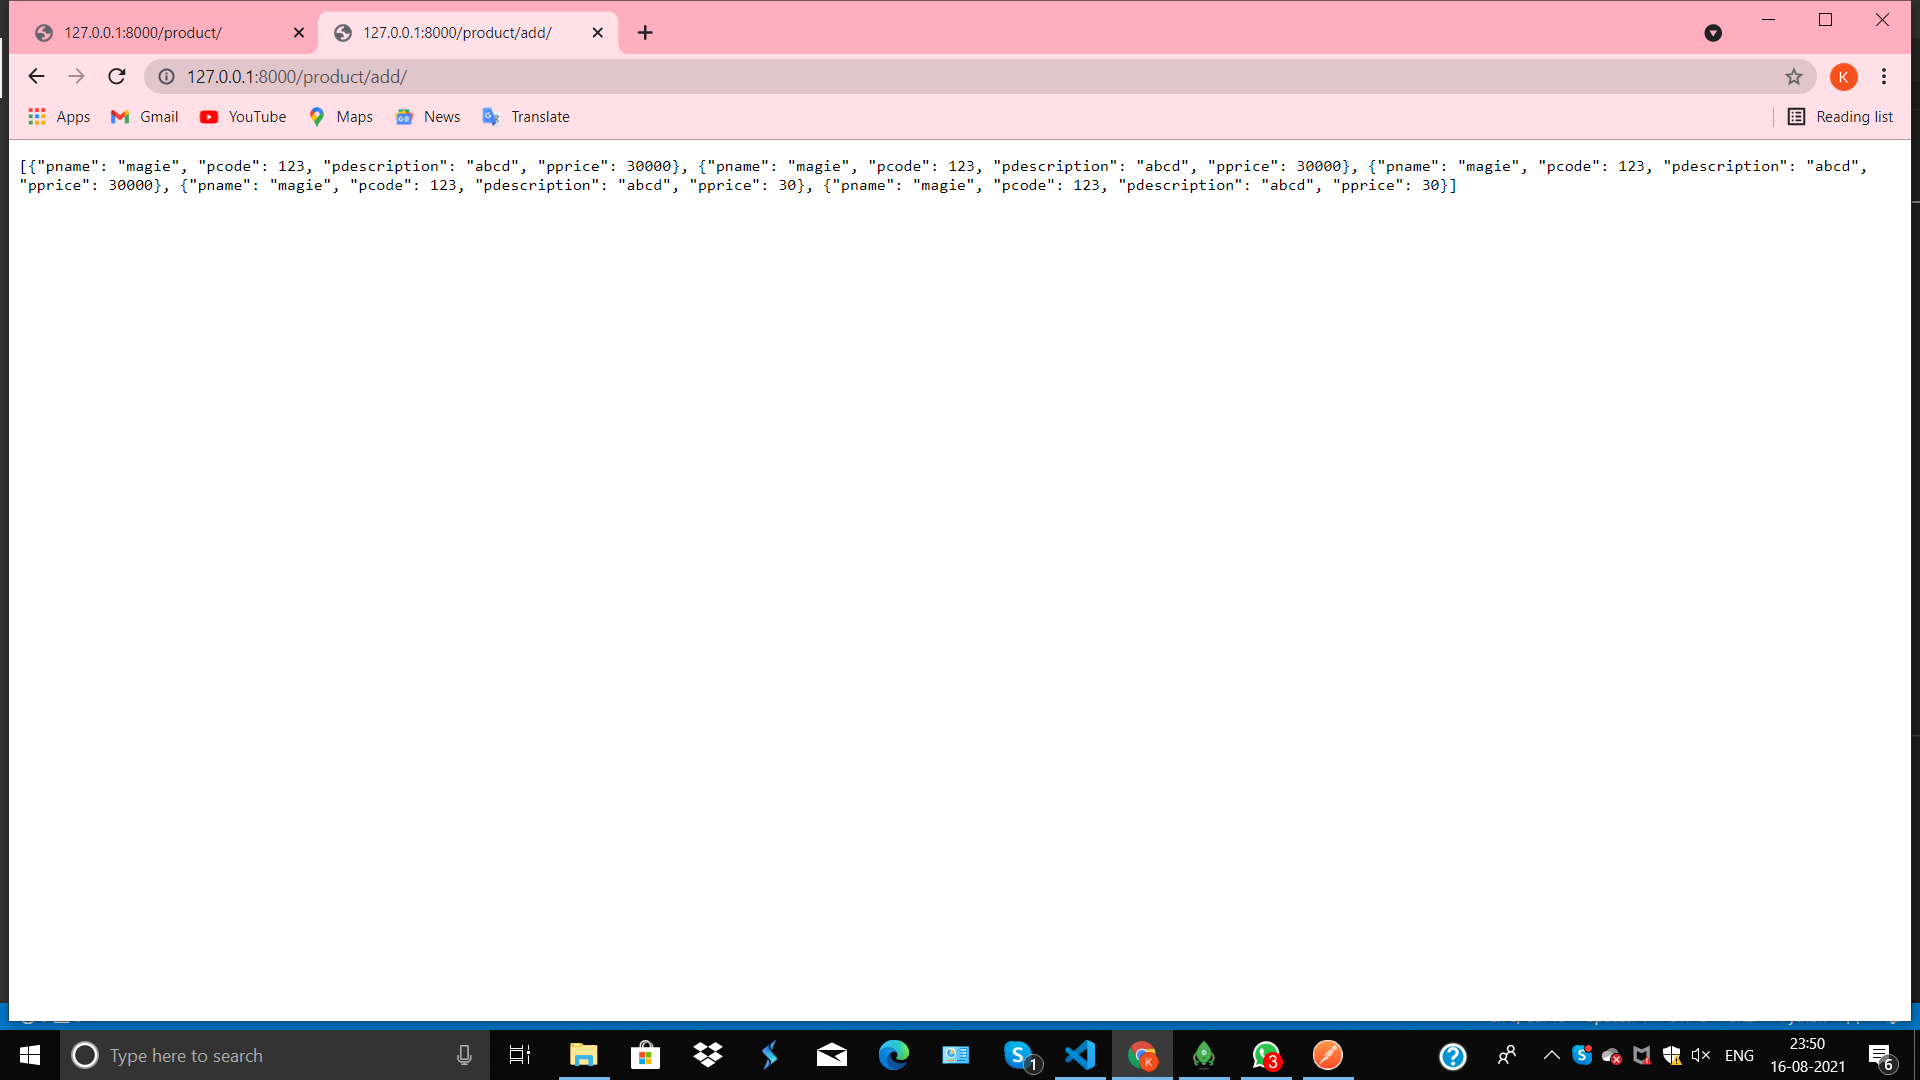 127.0.0.1:8000/product/
127.0.0.1:8000/product/add/
127.0.0.1:8000/product/add/
K
Apps
Gmail
YouTube
Maps
News
Translate
Reading list
[{"pname": "magie", "pcode": 123, "pdescription": "abcd", "pprice": 30000}, {"pname": "magie", "pcode": 123, "pdescription": "abcd", "pprice": 30000}, {"pname": "magie", "pcode": 123, "pdescription": "abcd",
"pprice": 30000}, {"pname": "magie", "pcode": 123, "pdescription": "abcd", "pprice": 30}, {"pname": "magie", "pcode": 123, "pdescription": "abcd", "pprice": 30}]
Type here to search
1
K
3
ENG
23:50
16-08-2021
6